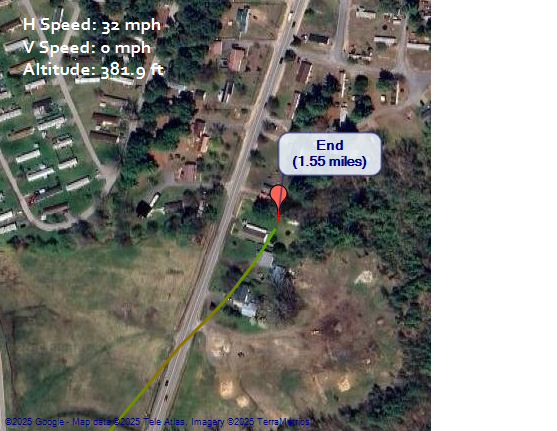 H Speed: 32 mph
V Speed: 0 mph
Altitude: 381.9 ft
End
(1.55 miles)
©2025 Google - Map data ©2025 Tele Atlas, Imagery ©2025 TerraMetrics